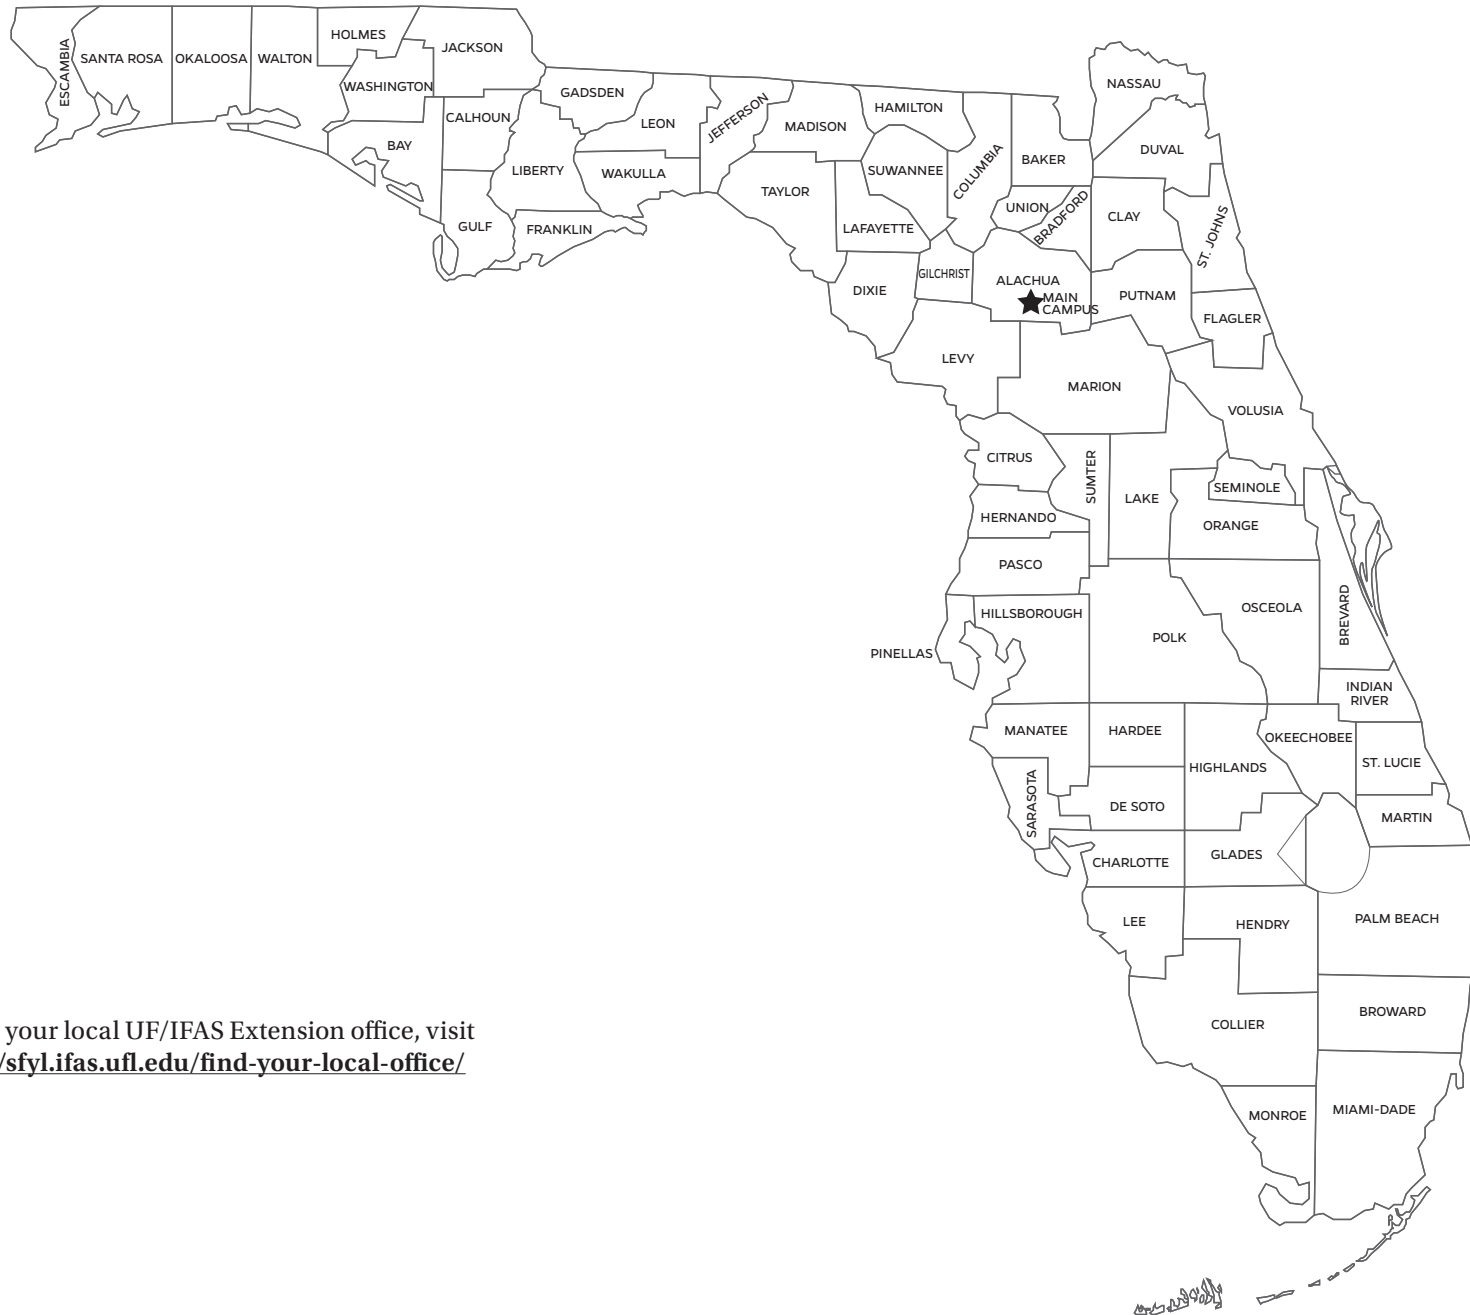 ESCAMBIA
SANTA ROSA
OKALOOSA
WALTON
HOLMES
JACKSON
WASHINGTON
BAY
CALHOUN
GULF
GADSDEN
LIBERTY
FRANKLIN
LEON
WAKULLA
JEFFERSON
MADISON
TAYLOR
HAMILTON
SUWANNEE
LAFAYETTE
DIXIE
COLUMBIA
GILCHRIST
BAKER
UNION
BRADFORD
NASSAU
DUVAL
CLAY
ST. JOHNS
ALACHUA
MAIN
CAMPUS
PUTNAM
FLAGLER
LEVY
MARION
VOLUSIA
CITRUS
SUMTER
LAKE
SEMINOLE
HERNANDO
ORANGE
PASCO
HILLSBOROUGH
PINELLAS
POLK
OSCEOLA
BREVARD
INDIAN
RIVER
MANATEE
HARDEE
HIGHLANDS
OKEECHOBEE
ST. LUCIE
SARASOTA
DE SOTO
MARTIN
CHARLOTTE
GLADES
LEE
HENDRY
PALM BEACH
COLLIER
BROWARD
MONROE
MIAMI-DADE
your local UF/IFAS Extension office, visit
/sfyl.ifas.ufl.edu/find-your-local-office/